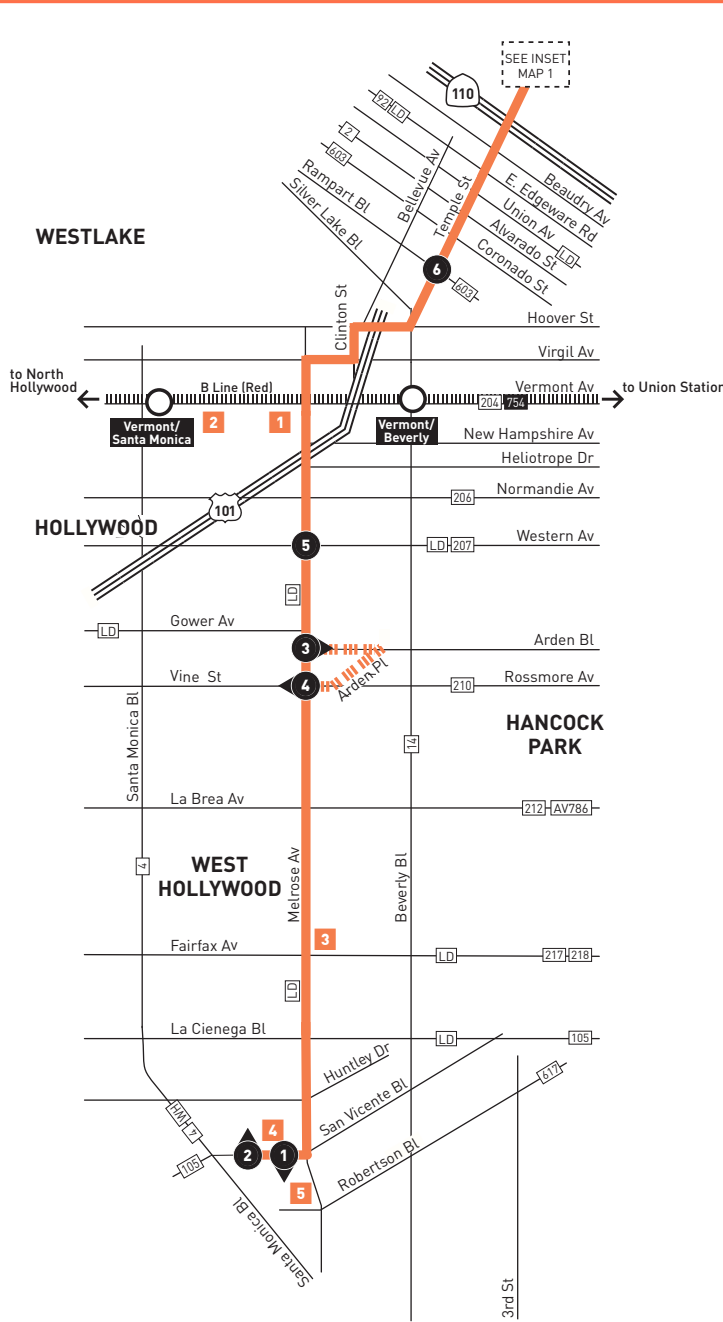 SEE INSET
MAP 1
110
92
LD
2
603
Bellevue Av
Temple St
Beaudry Av
E. Edgeware Rd
Union Av
LD
Alvarado St
Coronado St
Rampart Bl
Silver Lake Bl
WESTLAKE
6
603
Clinton St
Hoover St
Virgil Av
to North
Hollywood
B Line (Red)
Vermont Av
to Union Station
204
754
Vermont/
Santa Monica
2
1
Vermont/
Beverly
New Hampshire Av
Heliotrope Dr
Normandie Av
206
101
HOLLYWOOD
5
LD
207
Western Av
LD
Gower Av
LD
3
Arden Bl
Arden Pl
Vine St
4
210
Rossmore Av
HANCOCK
PARK
Santa Monica Bl
14
La Brea Av
212
AV786
4
WEST
HOLLYWOOD
Melrose Av
Beverly Bl
3
Fairfax Av
LD
217
218
LD
La Cienega Bl
LD
105
Huntley Dr
617
WH
4
San Vicente Bl
4
105
2
1
5
Robertson Bl
Santa Monica Bl
3rd St